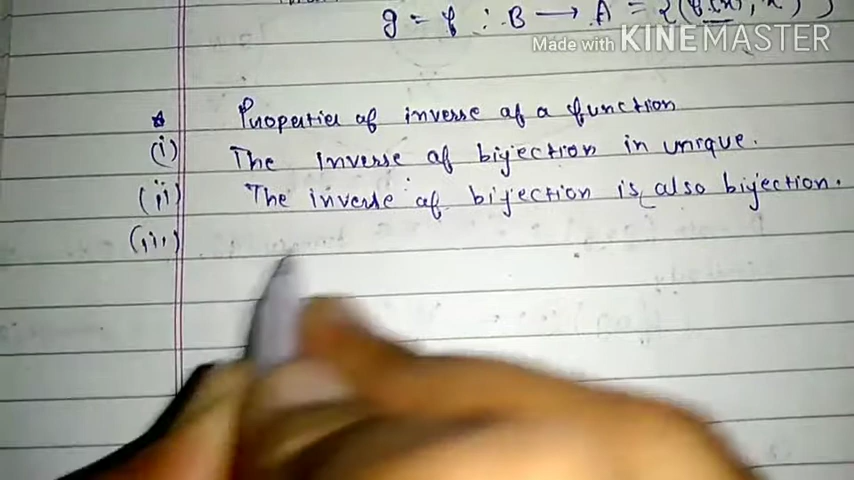 g = f : B → A = {(f(x), x)}
Made with KINEMASTER
Properties of inverse of a function
(i) The inverse of bijection in unique.
(ii) The inverse of bijection is also bijection.
(iii)